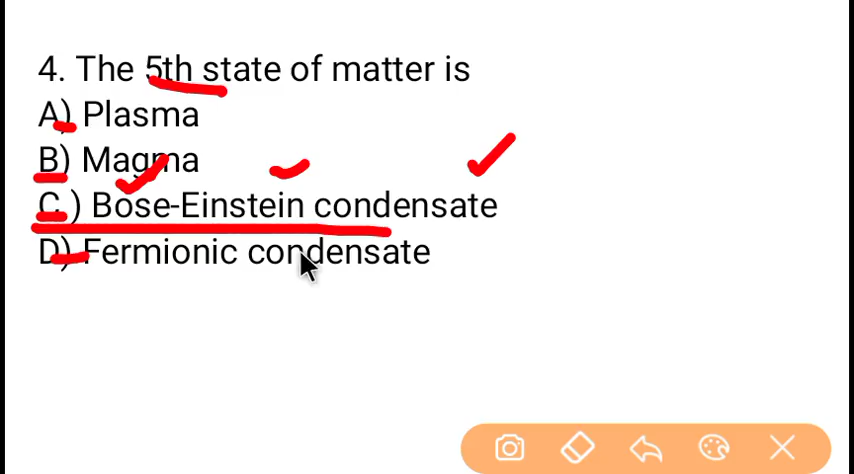 4. The 5th state of matter is
A) Plasma
B) Magma
C.) Bose-Einstein condensate
D) Fermionic condensate